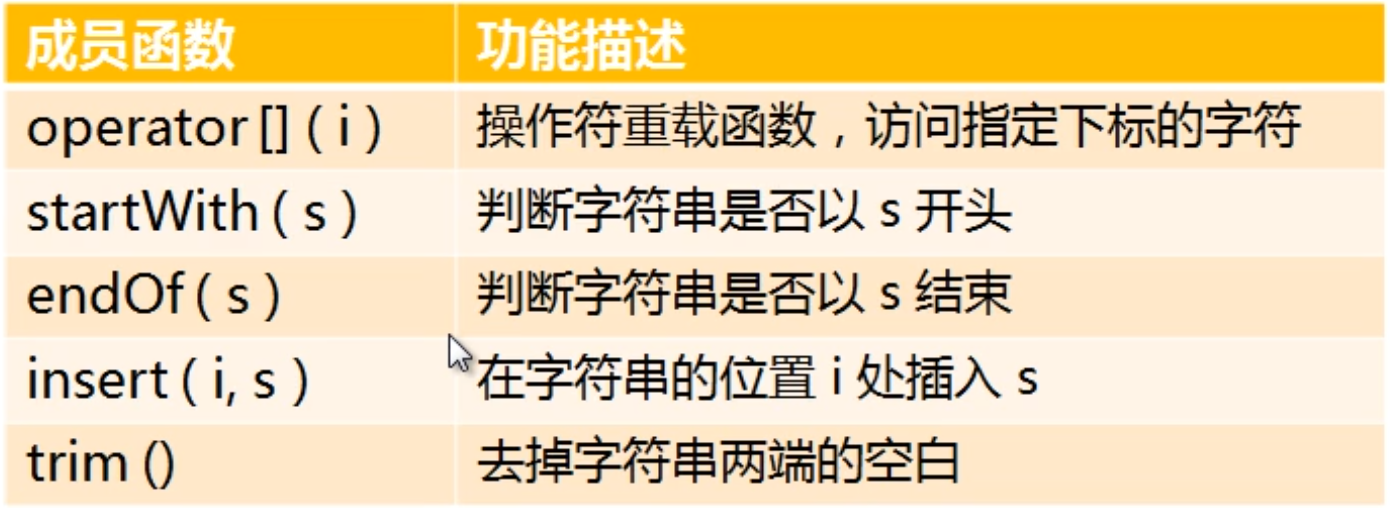 成员函数 功能描述
operator [] ( i ) 操作符重载函数，访问指定下标的字符
startWith ( s ) 判断字符串是否以 s 开头
endOf ( s ) 判断字符串是否以 s 结束
insert ( i, s ) 在字符串的位置 i 处插入 s
trim () 去掉字符串两端的空白